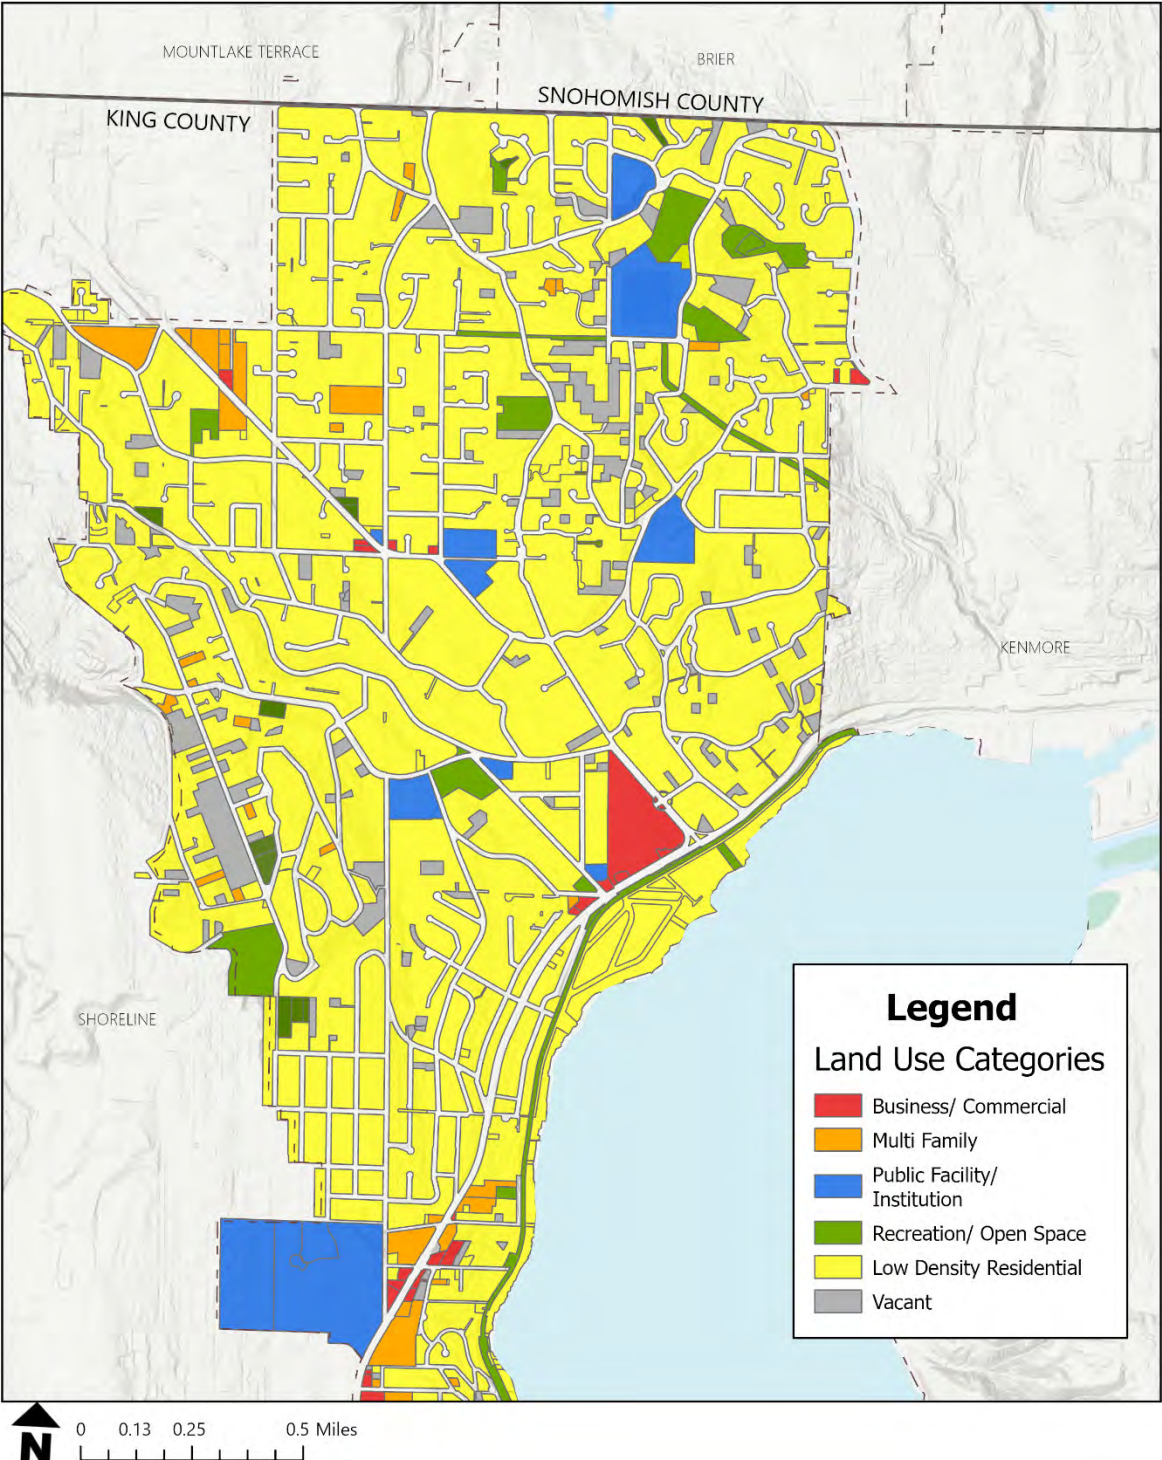 MOUNTLAKE TERRACE
BRIER
SNOHOMISH COUNTY
KING COUNTY
KENMORE
SHORELINE
Legend
Land Use Categories
Business/ Commercial
Multi Family
Public Facility/
Institution
Recreation/ Open Space
Low Density Residential
Vacant
N
0 0.13 0.25 0.5 Miles